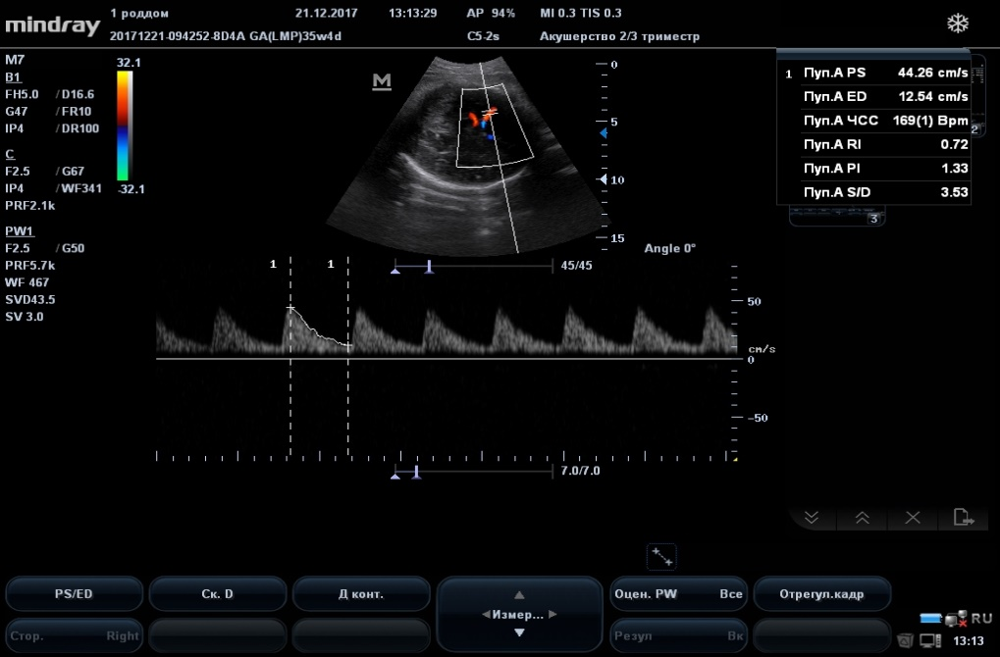 mindray
1 роддом 21.12.2017 13:13:29 AP 94% MI 0.3 TIS 0.3
20171221-094252-8D4A GA(LMP)35w4d C5-2s Акушерство 2/3 триместр
M7
B1
FH5.0 /D16.6
G47 /FR10
IP4 /DR100
C
F2.5 /G67
IP4 /WF341
PRF2.1k
PW1
F2.5 /G50
PRF5.7k
WF 467
SVD43.5
SV 3.0
32.1
-32.1
M
0
5
10
15
Angle 0°
45/45
1 Пуп.А PS 44.26 cm/s
Пуп.А ED 12.54 cm/s
Пуп.А ЧСС 169(1) Bpm
Пуп.А RI 0.72
Пуп.А PI 1.33
Пуп.А S/D 3.53
2
3
1 1
50
cm/s
0
-50
7.0/7.0
PS/ED Ск. D Д конт. Измер... Оцен. PW Все Отрегул.кадр
Стор. Right Резул Вк
RU
13:13